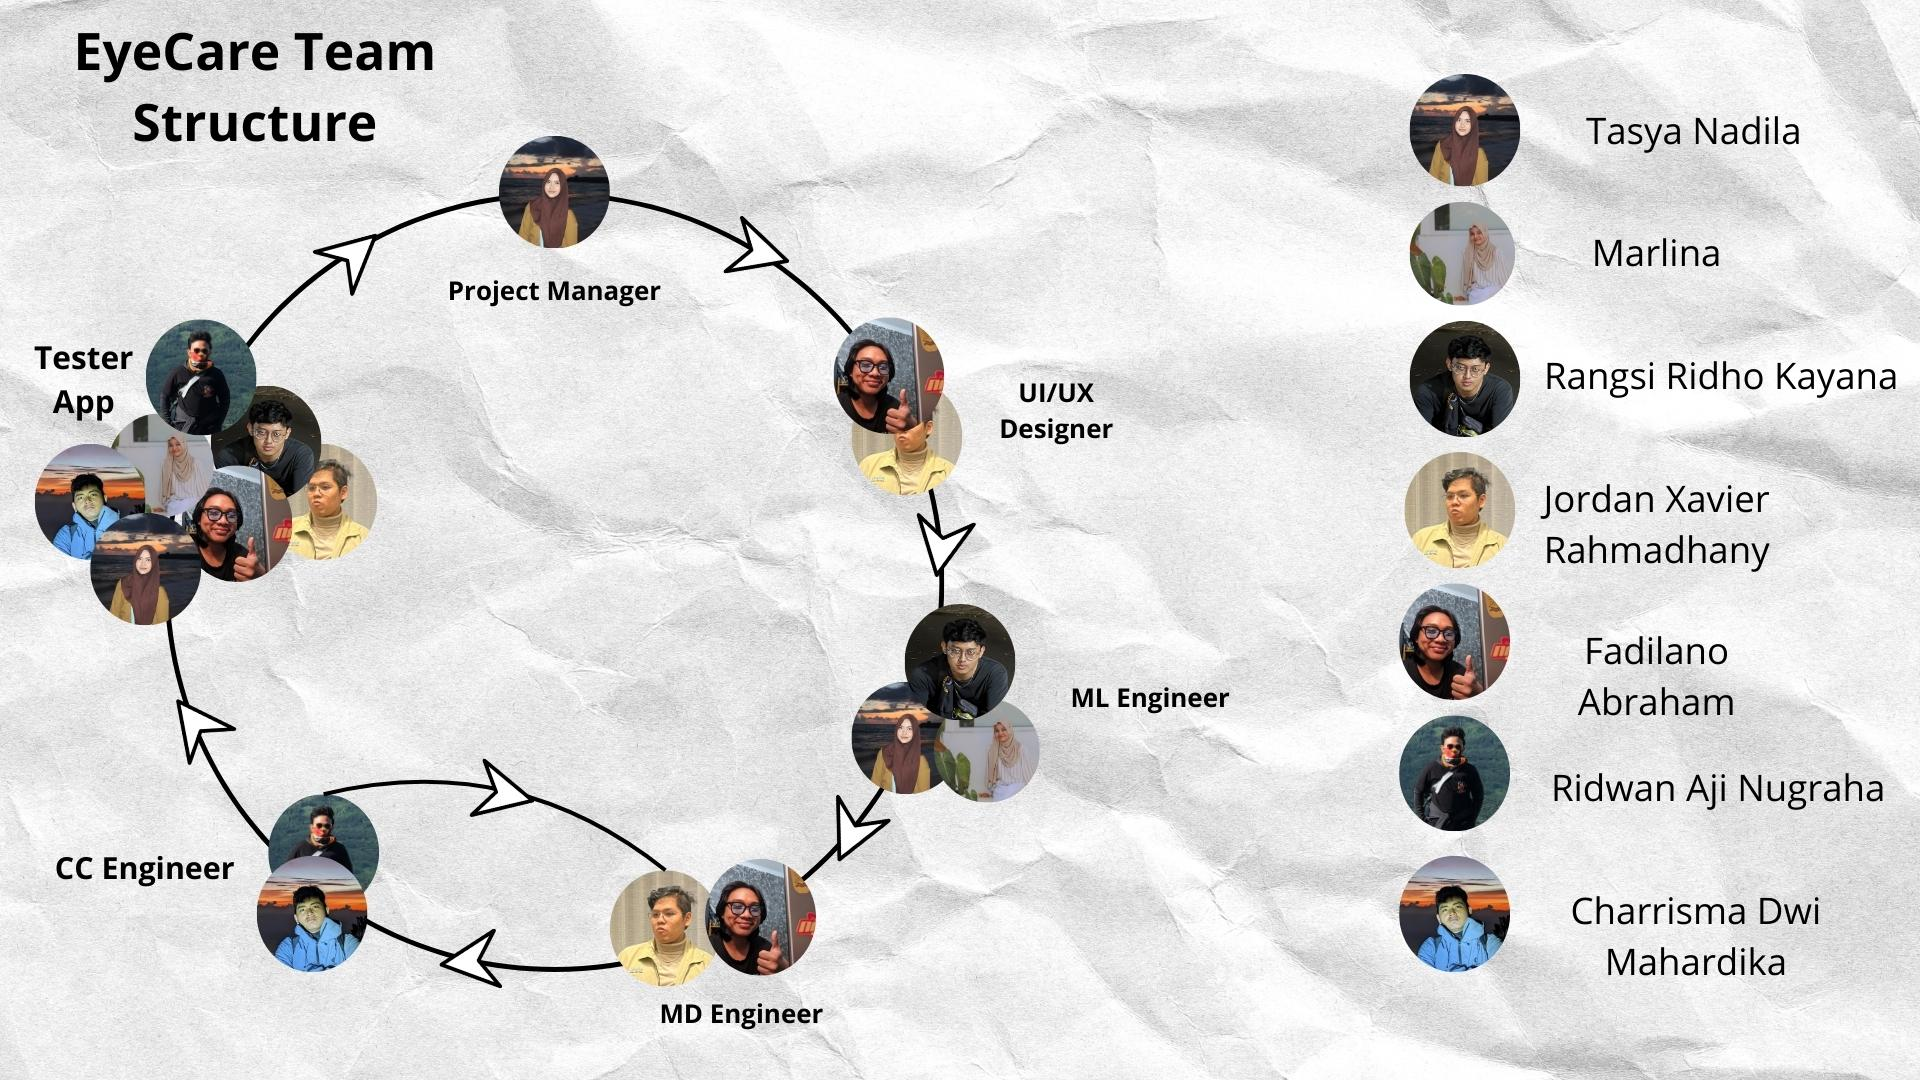 EyeCare Team
Structure
Project Manager
Tester
App
UI/UX
Designer
ML Engineer
CC Engineer
MD Engineer
Tasya Nadila
Marlina
Rangsi Ridho Kayana
Jordan Xavier
Rahmadhany
Fadilano
Abraham
Ridwan Aji Nugraha
Charrisma Dwi
Mahardika